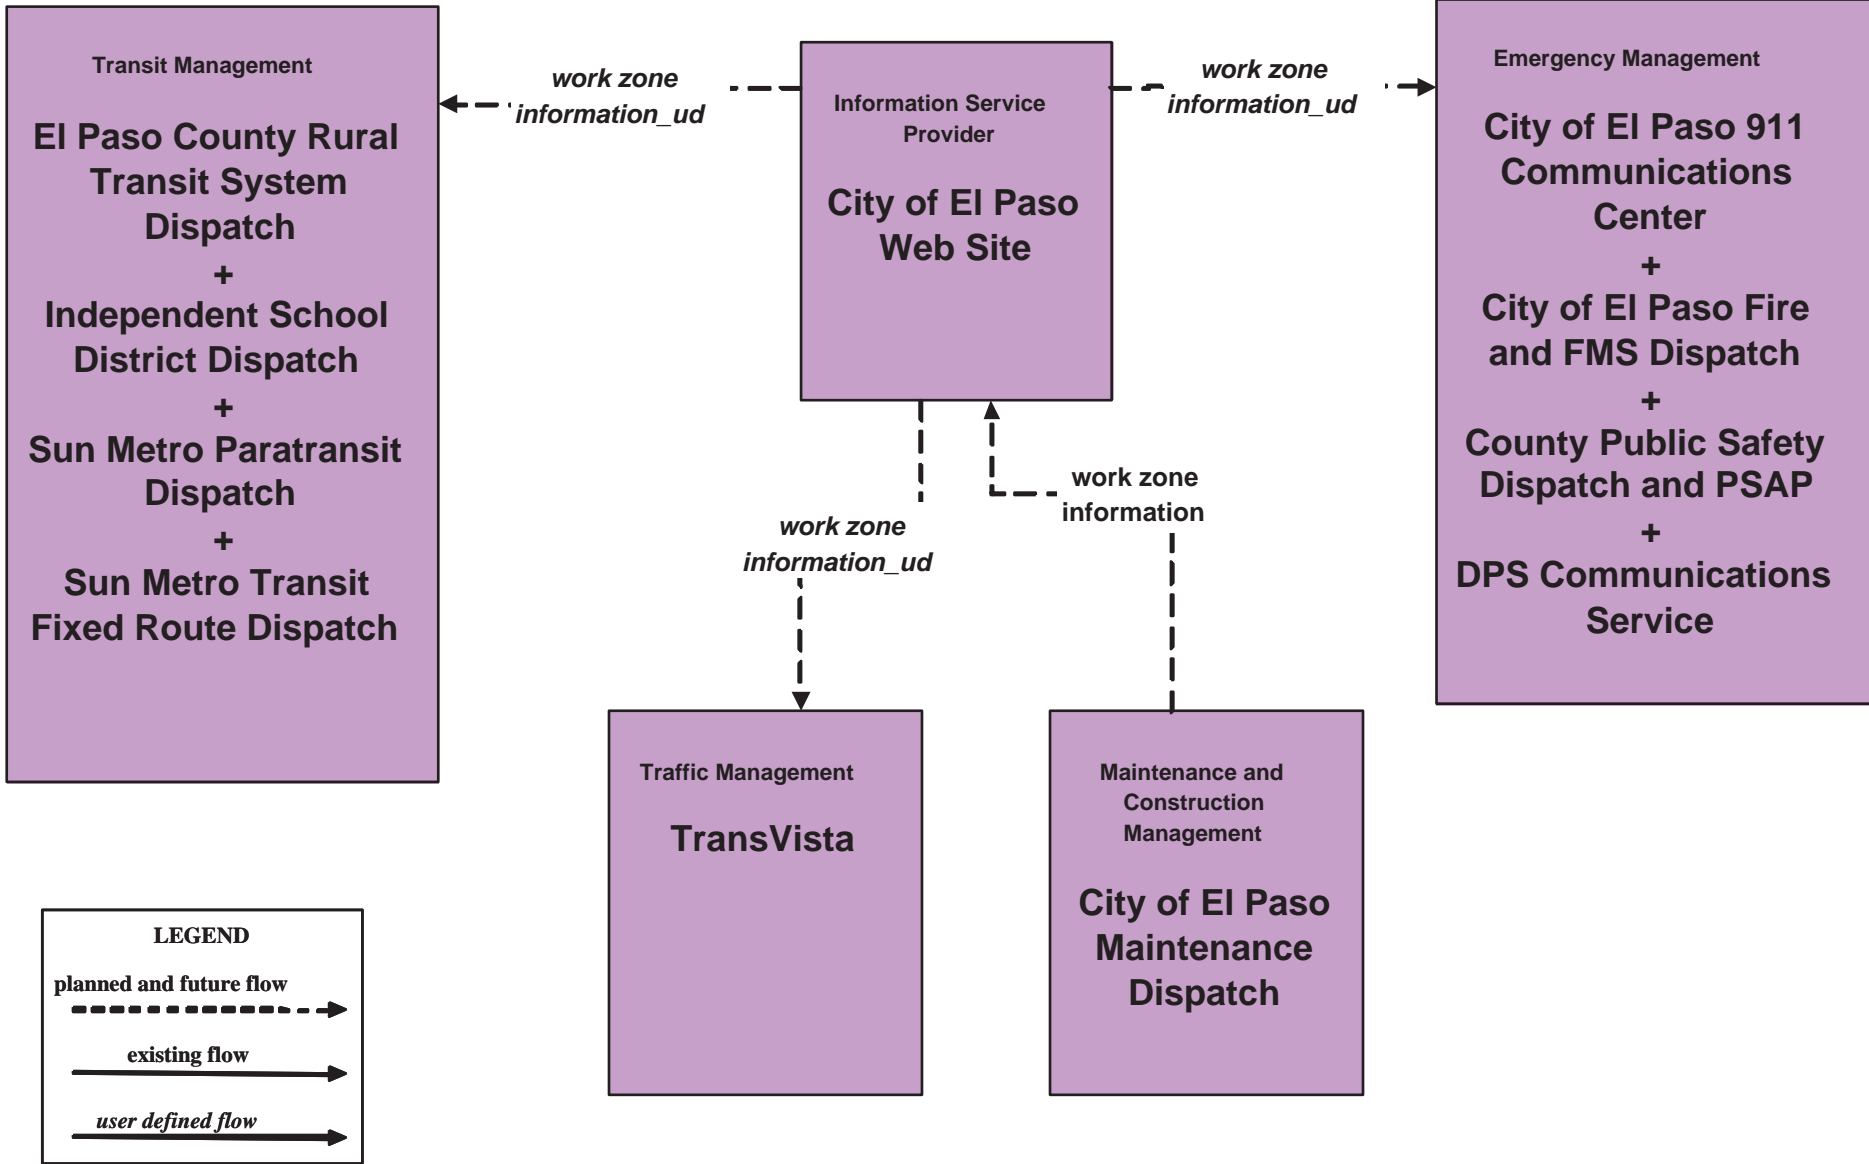 Transit Management
El Paso County Rural
Transit System
Dispatch
+
Independent School
District Dispatch
+
Sun Metro Paratransit
Dispatch
+
Sun Metro Transit
Fixed Route Dispatch
work zone
information_ud
Information Service
Provider
City of El Paso
Web Site
work zone
information_ud
Emergency Management
City of El Paso 911
Communications
Center
+
City of El Paso Fire
and FMS Dispatch
+
County Public Safety
Dispatch and PSAP
+
DPS Communications
Service
work zone
information_ud
work zone
information
Traffic Management
TransVista
Maintenance and
Construction
Management
City of El Paso
Maintenance
Dispatch
LEGEND
planned and future flow
existing flow
user defined flow